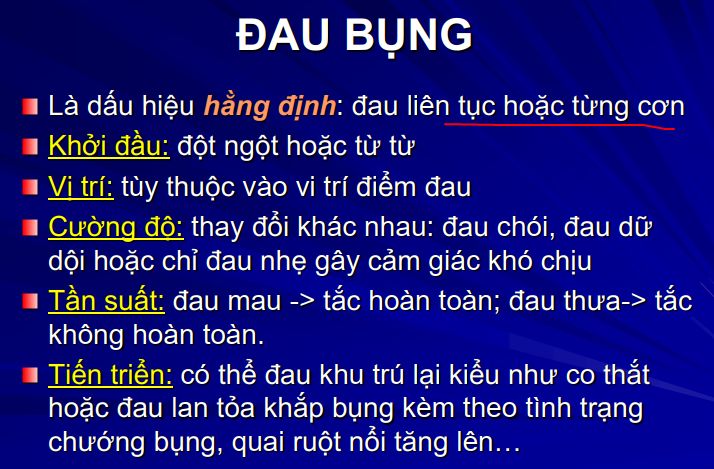 ĐAU BỤNG
Là dấu hiệu hằng định: đau liên tục hoặc từng cơn
Khởi đầu: đột ngột hoặc từ từ
Vị trí: tùy thuộc vào vi trí điểm đau
Cường độ: thay đổi khác nhau: đau chói, đau dữ
dội hoặc chỉ đau nhẹ gây cảm giác khó chịu
Tần suất: đau mau -> tắc hoàn toàn; đau thưa-> tắc
không hoàn toàn.
Tiến triển: có thể đau khu trú lại kiểu như co thắt
hoặc đau lan tỏa khắp bụng kèm theo tình trạng
chướng bụng, quai ruột nổi tăng lên…